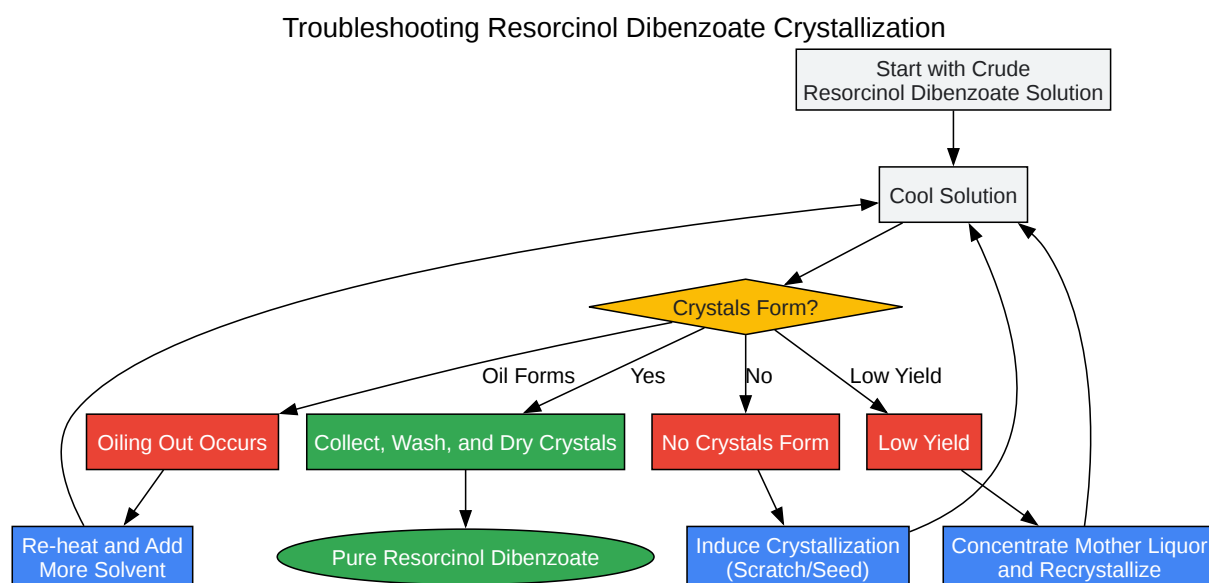 Troubleshooting Resorcinol Dibenzoate Crystallization
Start with Crude
Resorcinol Dibenzoate Solution
Cool Solution
Crystals Form?
Oil Forms
Yes
No
Low Yield
Oiling Out Occurs
Collect, Wash, and Dry Crystals
No Crystals Form
Low Yield
Re-heat and Add
More Solvent
Pure Resorcinol Dibenzoate
Induce Crystallization
(Scratch/Seed)
Concentrate Mother Liquor
and Recrystallize